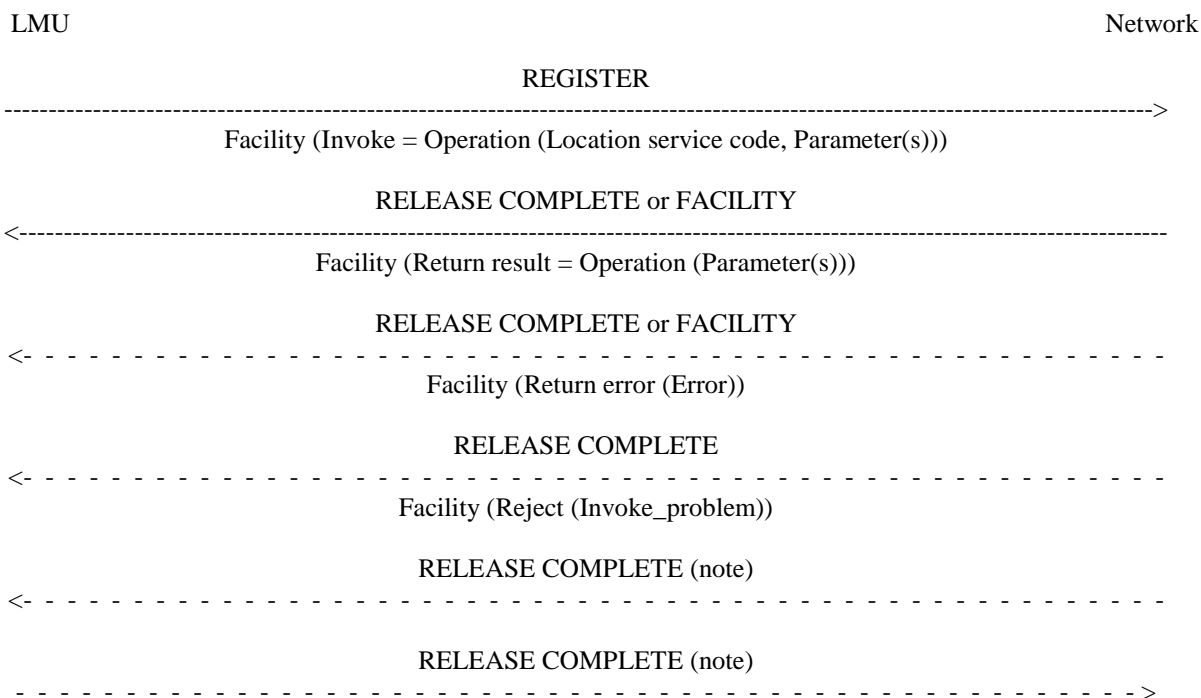 LMU Network
REGISTER
------------------------------------------------------------------------------------------------------------------------------------>
Facility (Invoke = Operation (Location service code, Parameter(s)))
RELEASE COMPLETE or FACILITY
<------------------------------------------------------------------------------------------------------------------------------------
Facility (Return result = Operation (Parameter(s)))
RELEASE COMPLETE or FACILITY
<- - - - - - - - - - - - - - - - - - - - - - - - - - - - - - - - - - - - - - - - - - - - - - - - - - - - - -
Facility (Return error (Error))
RELEASE COMPLETE
<- - - - - - - - - - - - - - - - - - - - - - - - - - - - - - - - - - - - - - - - - - - - - - - - - - - - - -
Facility (Reject (Invoke_problem))
RELEASE COMPLETE (note)
<- - - - - - - - - - - - - - - - - - - - - - - - - - - - - - - - - - - - - - - - - - - - - - - - - - - - - -
RELEASE COMPLETE (note)
- - - - - - - - - - - - - - - - - - - - - - - - - - - - - - - - - - - - - - - - - - - - - - - - - - - - - ->